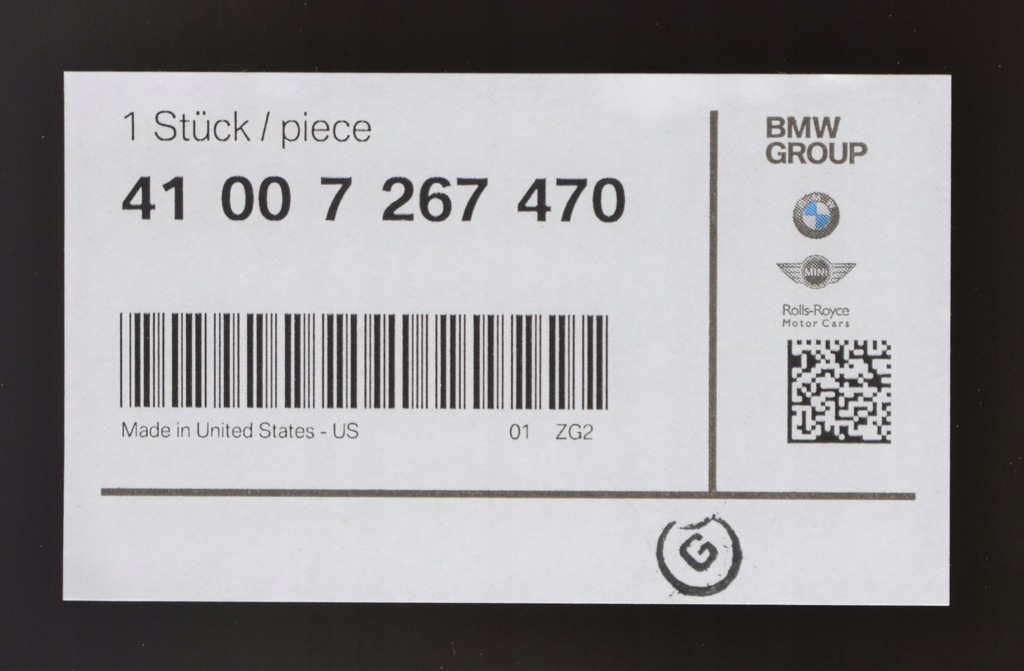 1 Stück / piece
41 00 7 267 470
Made in United States - US
01 ZG2
BMW
GROUP
BMW
MINI
Rolls-Royce
Motor Cars
G